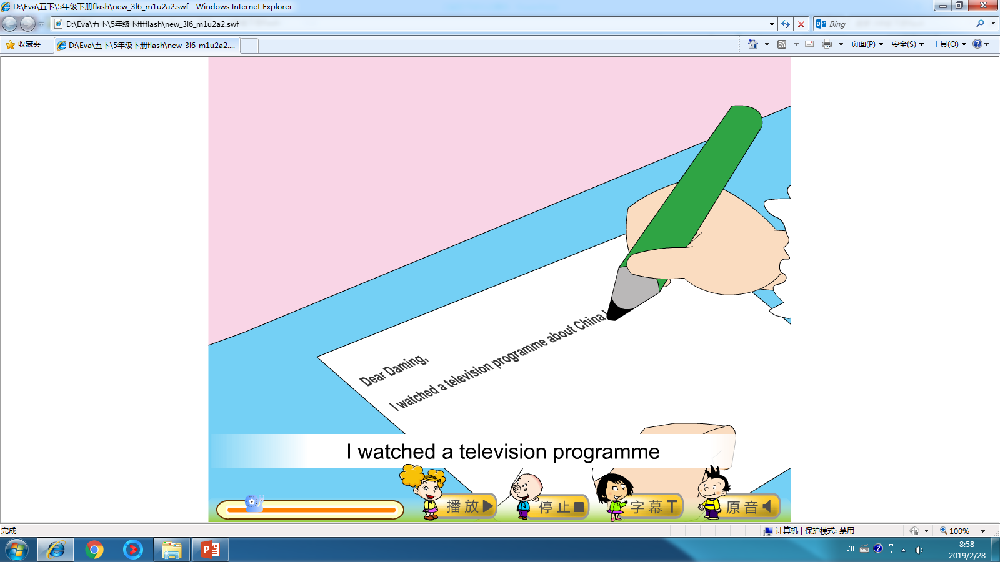 D:\Eva\五下\5年级下册flash\new_3l6_m1u2a2.swf - Windows Internet Explorer
D:\Eva\五下\5年级下册flash\new_3l6_m1u2a2.swf
Bing
收藏夹
D:\Eva\五下\5年级下册flash\new_3l6_m1u2a2....
页面(P)
安全(S)
工具(O)
Dear Daming,
I watched a television programme about China
I watched a television programme
播放
停止
字幕T
原音
完成
计算机 | 保护模式: 禁用
100%
CH
8:58
2019/2/28